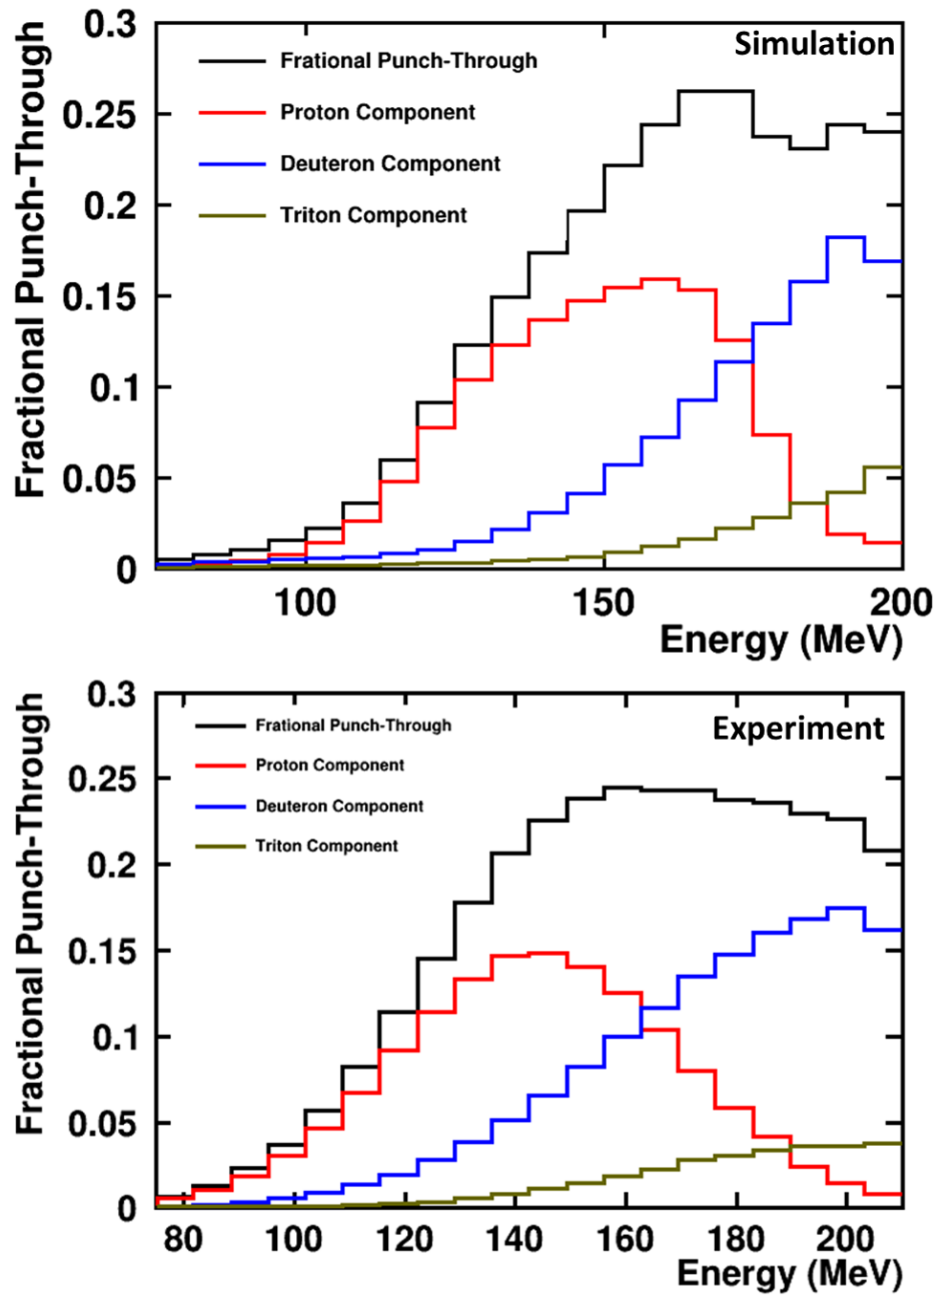 Simulation
Frational Punch-Through
Proton Component
Deuteron Component
Triton Component
Fractional Punch-Through
0.3
0.25
0.2
0.15
0.1
0.05
0
100 150 200
Energy (MeV)
Experiment
Frational Punch-Through
Proton Component
Deuteron Component
Triton Component
Fractional Punch-Through
0.3
0.25
0.2
0.15
0.1
0.05
0
80 100 120 140 160 180 200
Energy (MeV)